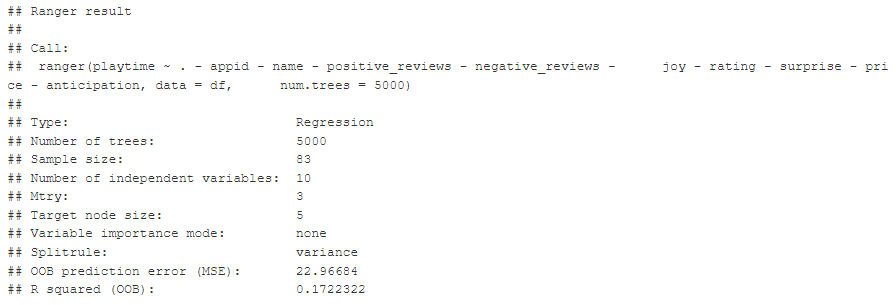 ## Ranger result
##
## Call:
##  ranger(playtime ~ . - appid - name - positive_reviews - negative_reviews -      joy - rating - surprise - pri
ce - anticipation, data = df,      num.trees = 5000)
##
## Type:                             Regression
## Number of trees:                  5000
## Sample size:                      83
## Number of independent variables:  10
## Mtry:                             3
## Target node size:                 5
## Variable importance mode:         none
## Splitrule:                        variance
## OOB prediction error (MSE):       22.96684
## R squared (OOB):                  0.1722322